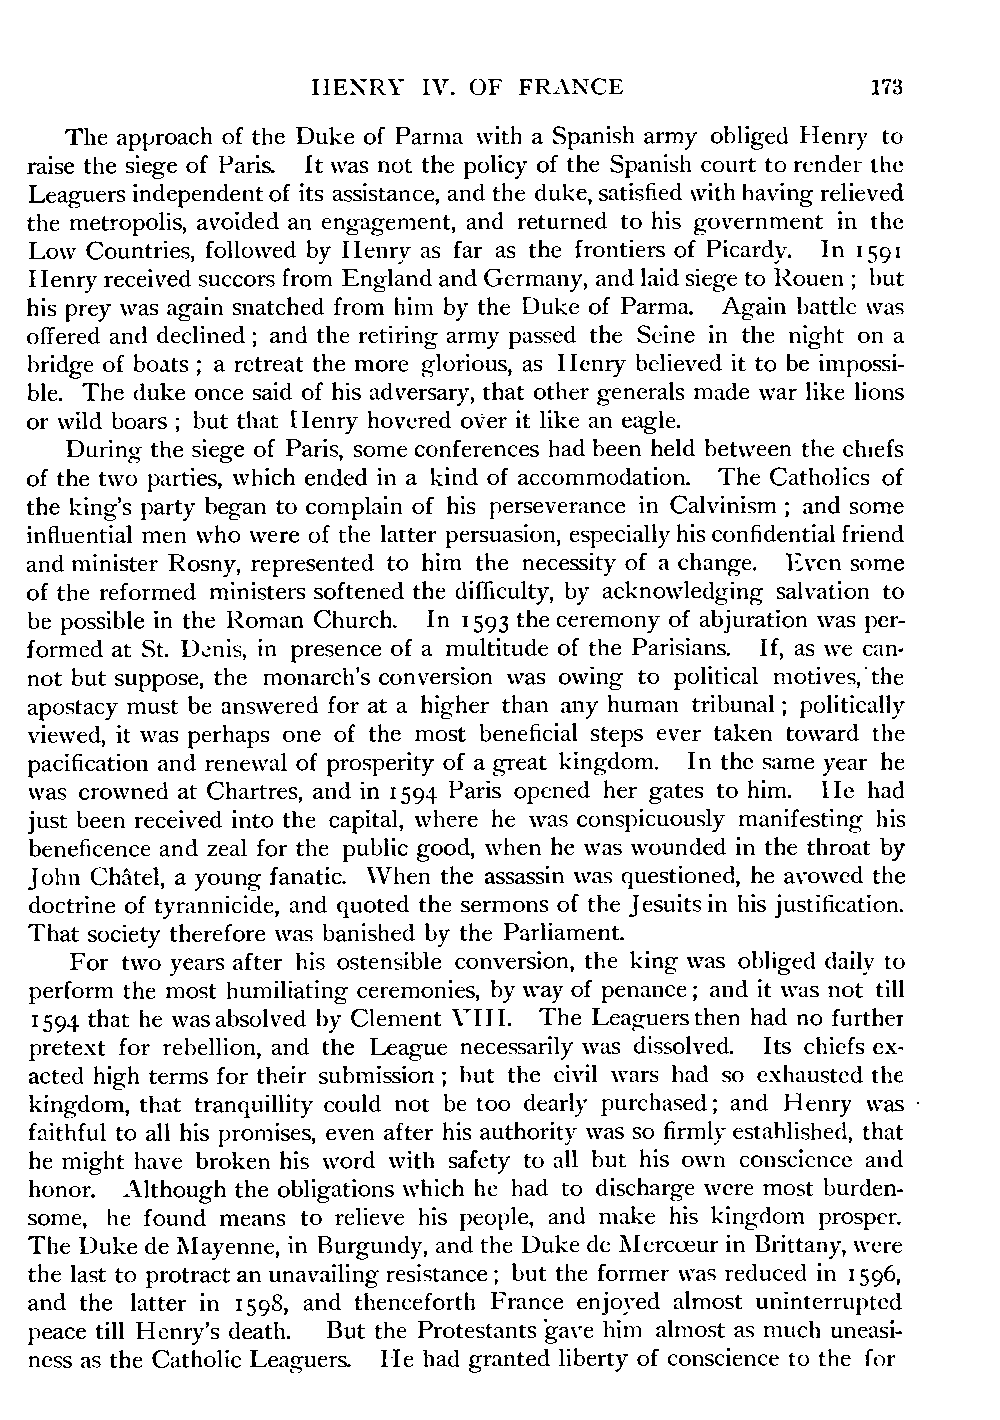 HENRY IV. OF FRANCE 173
The approach of the Duke of Parma with a Spanish army obliged Henry to
raise the siege of Paris. It was not the policy of the Spanish court to render the
Leaguers independent of its assistance, and the duke, satisfied with having relieved
the metropolis, avoided an engagement, and returned to his government in the
Low Countries, followed by Henry as far as the frontiers of Picardy. In 1591
Henry received succors from England and Germany, and laid siege to Rouen ; but
his prey was again snatched from him by the Duke of Parma. Again battle was
offered and declined ; and the retiring army passed the Seine in the night on a
bridge of boats ; a retreat the more glorious, as Henry believed it to be impossi-
ble. The duke once said of his adversary, that other generals made war like lions
or wild boars ; but that Henry hovered over it like an eagle.
During the siege of Paris, some conferences had been held between the chiefs
of the two parties, which ended in a kind of accommodation. The Catholics of
the king's party began to complain of his perseverance in Calvinism ; and some
influential men who were of the latter persuasion, especially his confidential friend
and minister Rosny, represented to him the necessity of a change. Even some
of the reformed ministers softened the difficulty, by acknowledging salvation to
be possible in the Roman Church. In 1593 the ceremony of abjuration was per-
formed at St. Denis, in presence of a multitude of the Parisians. If, as we can-
not but suppose, the monarch's conversion was owing to political motives, the
apostacy must be answered for at a higher than any human tribunal ; politically
viewed, it was perhaps one of the most beneficial steps ever taken toward the
pacification and renewal of prosperity of a great kingdom. In the same year he
was crowned at Chartres, and in 1594 Paris opened her gates to him. He had
just been received into the capital, where he was conspicuously manifesting his
beneficence and zeal for the public good, when he was wounded in the throat by
John Châtel, a young fanatic. When the assassin was questioned, he avowed the
doctrine of tyrannicide, and quoted the sermons of the Jesuits in his justification.
That society therefore was banished by the Parliament.
For two years after his ostensible conversion, the king was obliged daily to
perform the most humiliating ceremonies, by way of penance ; and it was not till
1594 that he was absolved by Clement VIII. The Leaguers then had no further
pretext for rebellion, and the League necessarily was dissolved. Its chiefs ex-
acted high terms for their submission ; but the civil wars had so exhausted the
kingdom, that tranquillity could not be too dearly purchased ; and Henry was
faithful to all his promises, even after his authority was so firmly established, that
he might have broken his word with safety to all but his own conscience and
honor. Although the obligations which he had to discharge were most burden-
some, he found means to relieve his people, and make his kingdom prosper.
The Duke de Mayenne, in Burgundy, and the Duke de Mercœur in Brittany, were
the last to protract an unavailing resistance ; but the former was reduced in 1596,
and the latter in 1598, and thenceforth France enjoyed almost uninterrupted
peace till Henry's death. But the Protestants gave him almost as much uneasi-
ness as the Catholic Leaguers. He had granted liberty of conscience to the for